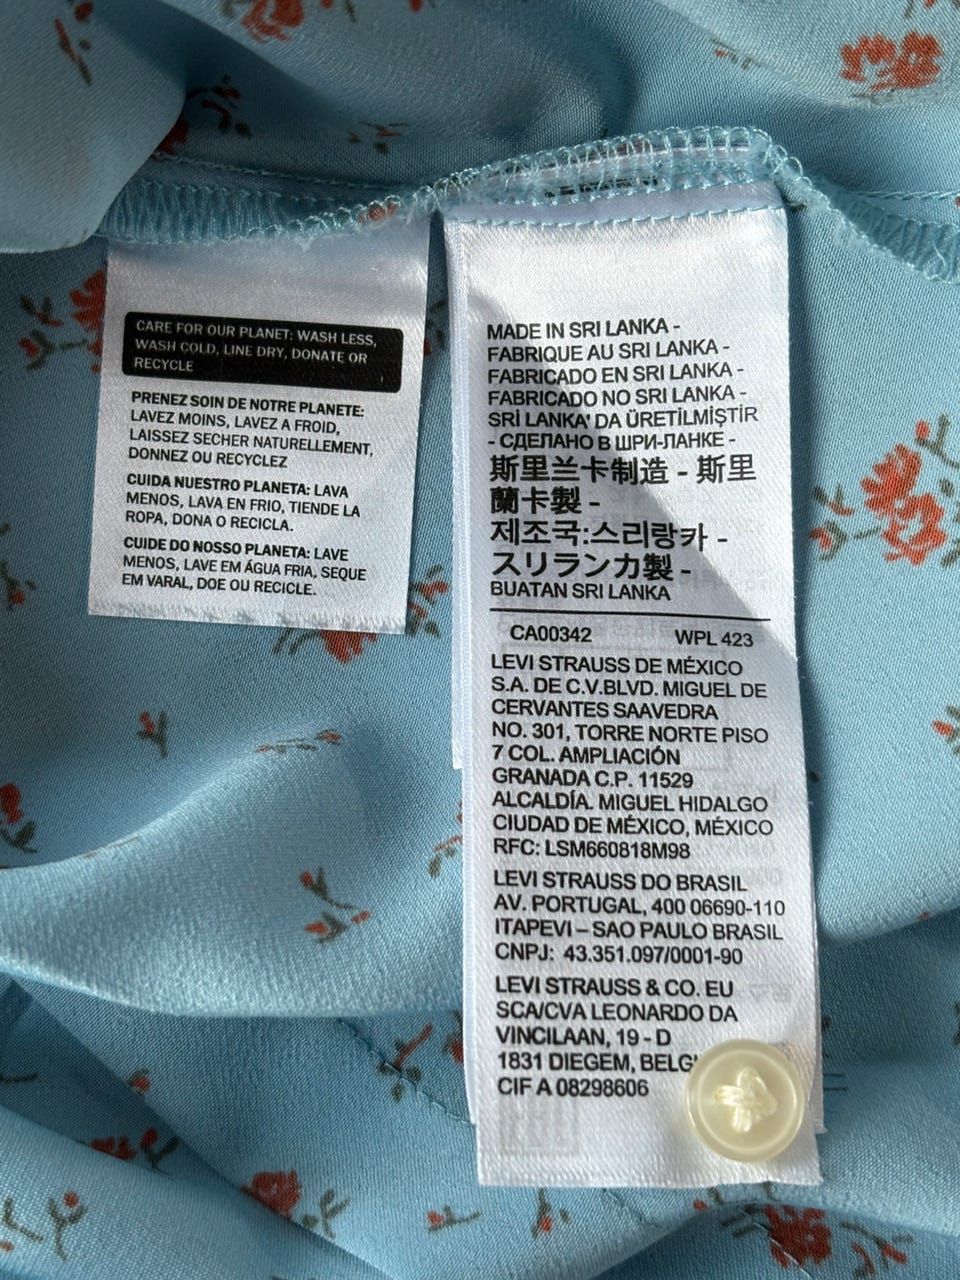 CARE FOR OUR PLANET: WASH LESS,
WASH COLD, LINE DRY, DONATE OR
RECYCLE
PRENEZ SOIN DE NOTRE PLANETE:
LAVEZ MOINS, LAVEZ A FROID,
LAISSEZ SECHER NATURELLEMENT,
DONNEZ OU RECYCLEZ
CUIDA NUESTRO PLANETA: LAVA
MENOS, LAVA EN FRIO, TIENDE LA
ROPA, DONA O RECICLA.
CUIDE DO NOSSO PLANETA: LAVE
MENOS, LAVE EM ÁGUA FRIA, SEQUE
EM VARAL, DOE OU RECICLE.
MADE IN SRI LANKA -
FABRIQUE AU SRI LANKA -
FABRICADO EN SRI LANKA -
FABRICADO NO SRI LANKA -
SRİ LANKA' DA ÜRETİLMİŞTİR
- СДЕЛАНО В ШРИ-ЛАНКЕ -
斯里兰卡制造 - 斯里
蘭卡製 -
제조국:스리랑카 -
スリランカ製 -
BUATAN SRI LANKA
CA00342 WPL 423
LEVI STRAUSS DE MÉXICO
S.A. DE C.V.BLVD. MIGUEL DE
CERVANTES SAAVEDRA
NO. 301, TORRE NORTE PISO
7 COL. AMPLIACIÓN
GRANADA C.P. 11529
ALCALDÍA. MIGUEL HIDALGO
CIUDAD DE MÉXICO, MÉXICO
RFC: LSM660818M98
LEVI STRAUSS DO BRASIL
AV. PORTUGAL, 400 06690-110
ITAPEVI – SAO PAULO BRASIL
CNPJ: 43.351.097/0001-90
LEVI STRAUSS & CO. EU
SCA/CVA LEONARDO DA
VINCILAAN, 19 - D
1831 DIEGEM,
CIF A 08298606